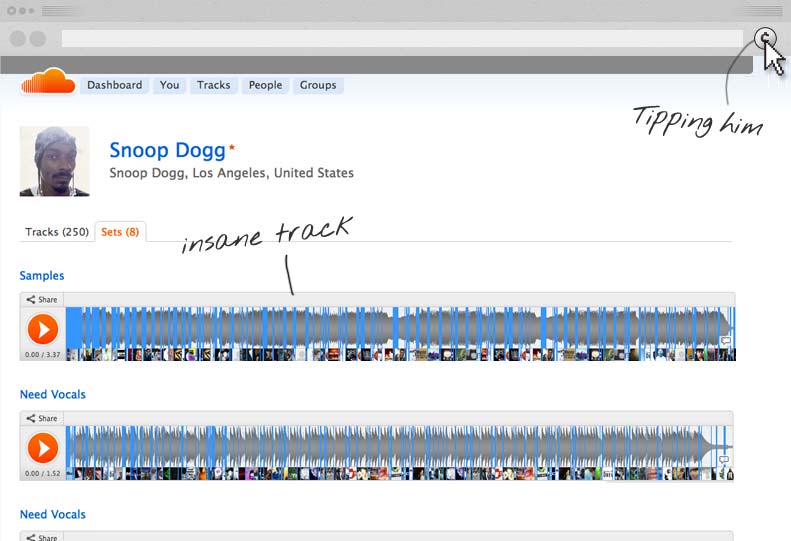 ¢
Dashboard You Tracks People Groups
Tipping him
Snoop Dogg*
Snoop Dogg, Los Angeles, United States
Tracks (250) Sets (8)
insane track
Samples
Share
0.00 / 3.37
Need Vocals
Share
0.00 / 1.52
Need Vocals
Share